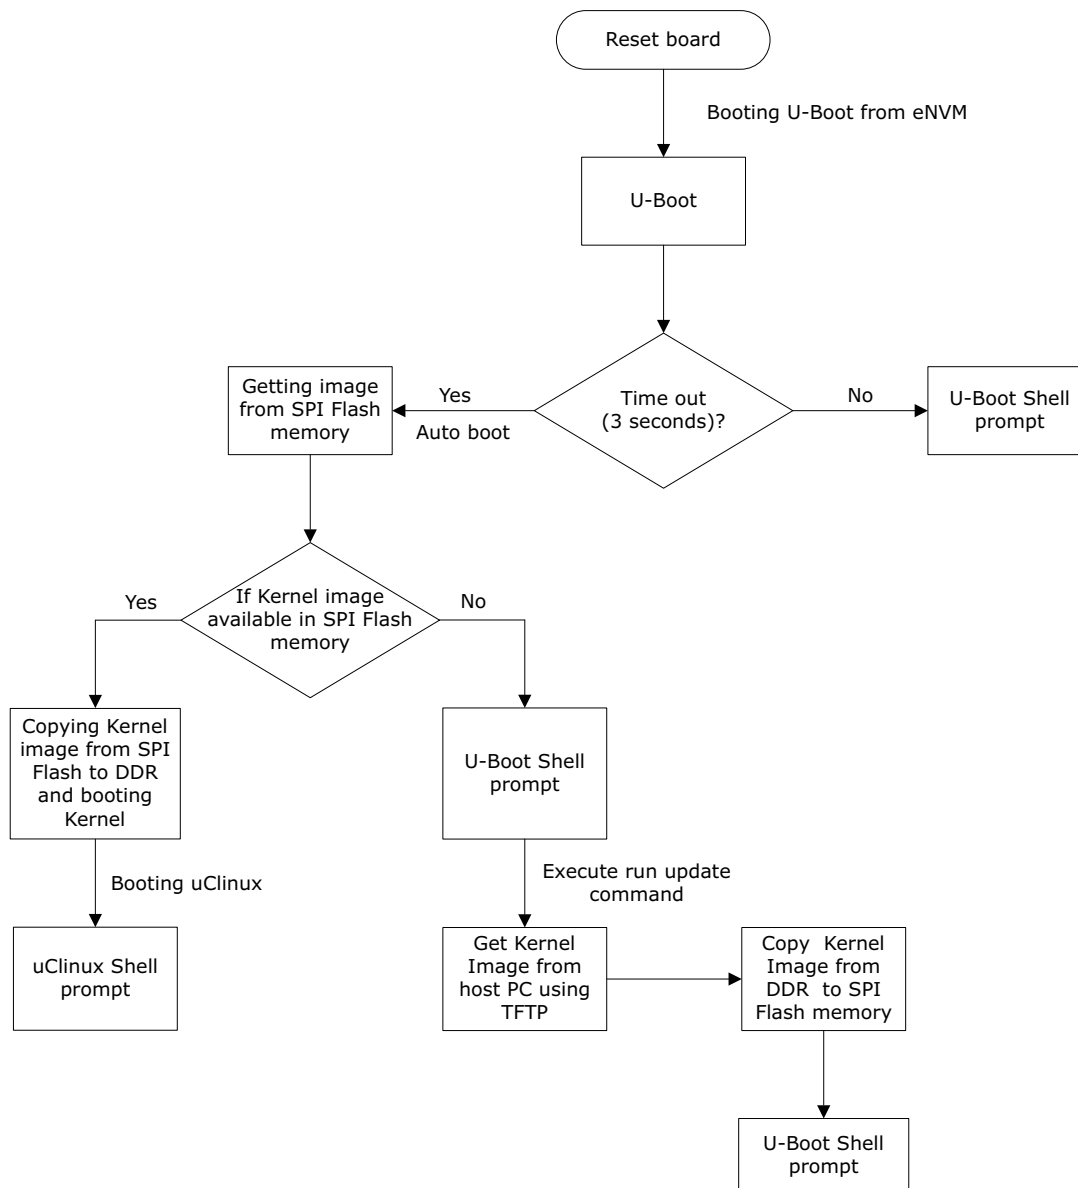 Reset board
Booting U-Boot from eNVM
U-Boot
Time out
(3 seconds)?
Yes
Auto boot
No
Getting image
from SPI Flash
memory
U-Boot Shell
prompt
If Kernel image
available in SPI Flash
memory
Yes
No
Copying Kernel
image from SPI
Flash to DDR
and booting
Kernel
U-Boot Shell
prompt
Booting uClinux
Execute run update
command
uClinux Shell
prompt
Get Kernel
Image from
host PC using
TFTP
Copy Kernel
Image from
DDR to SPI
Flash memory
U-Boot Shell
prompt